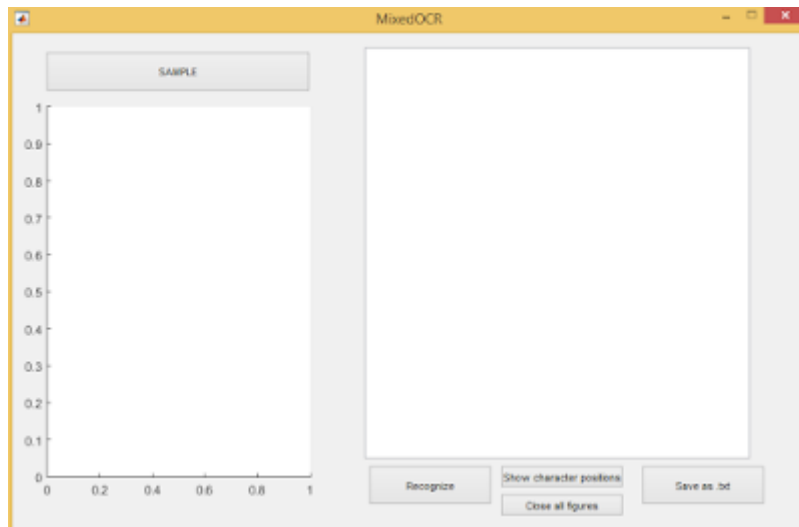 MixedOCR
SAMPLE
1
0.9
0.8
0.7
0.6
0.5
0.4
0.3
0.2
0.1
0
0 0.2 0.4 0.6 0.8 1
Recognize
Show character positions
Close all figures
Save as .txt